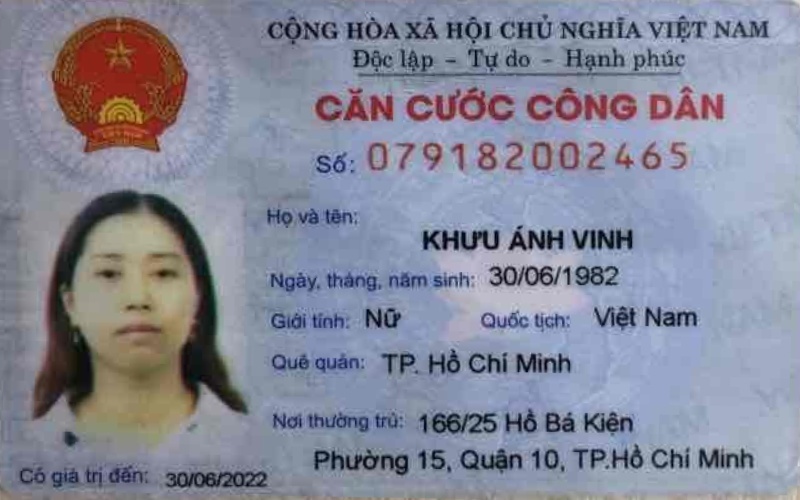 CỘNG HÒA XÃ HỘI CHỦ NGHĨA VIỆT NAM
Độc lập - Tự do - Hạnh phúc
CĂN CƯỚC CÔNG DÂN
Số: 079182002465
Họ và tên:
KHƯU ÁNH VINH
Ngày, tháng, năm sinh: 30/06/1982
Giới tính: Nữ Quốc tịch: Việt Nam
Quê quán: TP. Hồ Chí Minh
Nơi thường trú: 166/25 Hồ Bá Kiện
Phường 15, Quận 10, TP.Hồ Chí Minh
Có giá trị đến: 30/06/2022